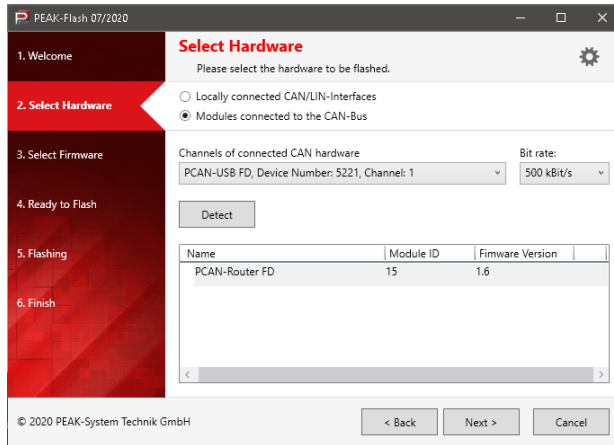 PEAK-Flash 07/2020
1. Welcome
2. Select Hardware
3. Select Firmware
4. Ready to Flash
5. Flashing
6. Finish
Select Hardware
Please select the hardware to be flashed.
Locally connected CAN/LIN-Interfaces
Modules connected to the CAN-Bus
Channels of connected CAN hardware
Bit rate:
PCAN-USB FD, Device Number: 5221, Channel: 1
500 kBit/s
Detect
Name Module ID Fimware Version
PCAN-Router FD 15 1.6
© 2020 PEAK-System Technik GmbH
< Back Next > Cancel